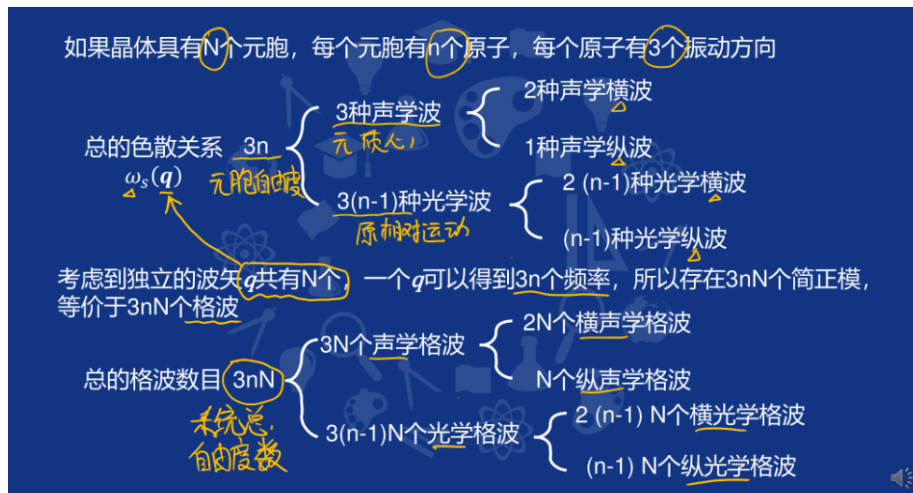 如果晶体具有N个元胞，每个元胞有n个原子，每个原子有3个振动方向
2种声学横波
3种声学波
元 质心,
1种声学纵波
总的色散关系 3n
ωₛ(q)
元胞自由度
2 (n-1)种光学横波
3(n-1)种光学波
原相对运动
(n-1)种光学纵波
考虑到独立的波矢q共有N个，一个q可以得到3n个频率，所以存在3nN个简正模，
等价于3nN个格波
2N个横声学格波
3N个声学格波
N个纵声学格波
总的格波数目 3nN
系统总,
自由度数
2 (n-1) N个横光学格波
3(n-1)N个光学格波
(n-1) N个纵光学格波